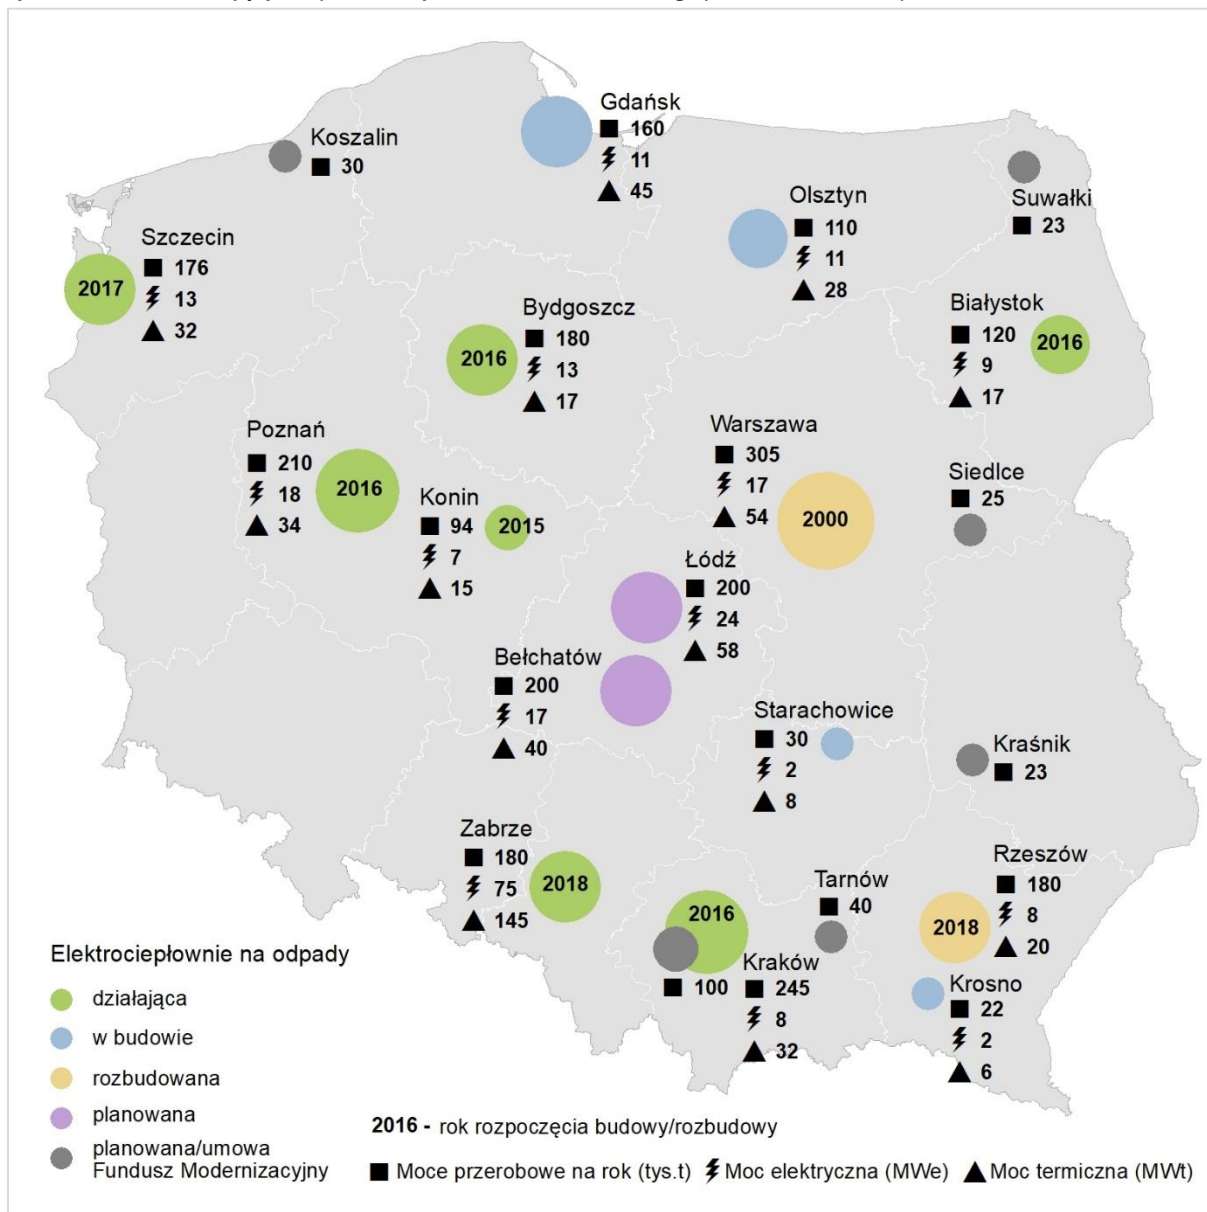 Gdańsk
160
11
45
Koszalin
30
Suwałki
23
Olsztyn
110
11
28
Szczecin
2017
176
13
32
Bydgoszcz
2016
180
13
17
Białystok
120
9
17
2016
Poznań
210
18
34
2016
Konin
94
7
15
2015
Warszawa
305
17
54
2000
Siedlce
25
Łódź
200
24
58
Bełchatów
200
17
40
Starachowice
30
2
8
Kraśnik
23
Zabrze
180
75
145
2018
2016
100
Kraków
245
8
32
Tarnów
40
Rzeszów
180
8
20
2018
Krosno
22
2
6
Elektrociepłownie na odpady
działająca
w budowie
rozbudowana
planowana
planowana/umowa
Fundusz Modernizacyjny
2016 - rok rozpoczęcia budowy/rozbudowy
Moce przerobowe na rok (tys.t) Moc elektryczna (MWe) Moc termiczna (MWt)